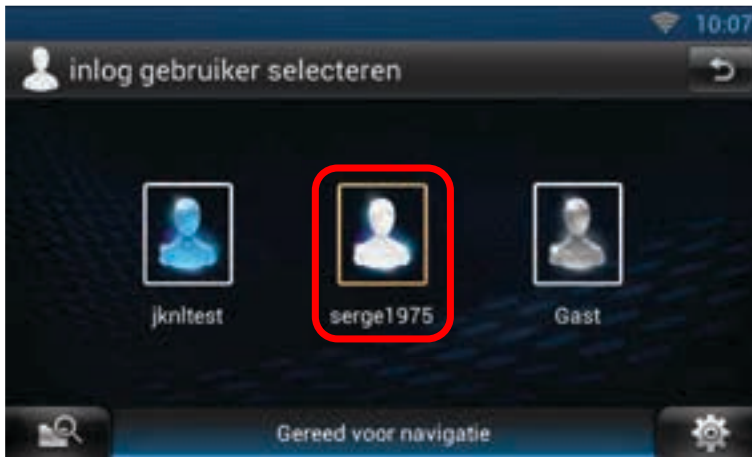 10:07
inlog gebruiker selecteren
jknltest serge1975 Gast
Gereed voor navigatie